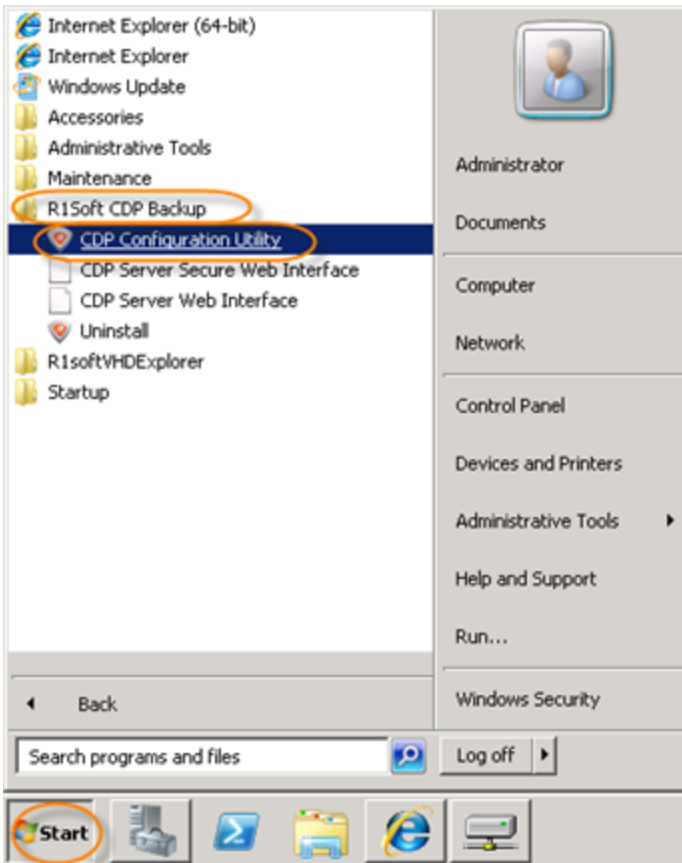 Internet Explorer (64-bit)
Internet Explorer
Windows Update
Accessories
Administrative Tools
Maintenance
R1Soft CDP Backup
CDP Configuration Utility
CDP Server Secure Web Interface
CDP Server Web Interface
Uninstall
R1softVHDExplorer
Startup
Back
Search programs and files
Administrator
Documents
Computer
Network
Control Panel
Devices and Printers
Administrative Tools
Help and Support
Run...
Windows Security
Log off
Start